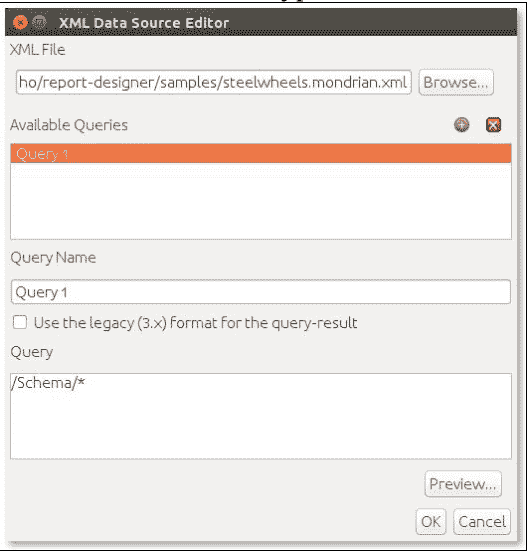 XML Data Source Editor
XML File
ho/report-designer/samples/steelwheels.mondrian.xml Browse...
Available Queries
Query 1
Query Name
Query 1
Use the legacy (3.x) format for the query-result
Query
/Schema/*
Preview...
OK Cancel